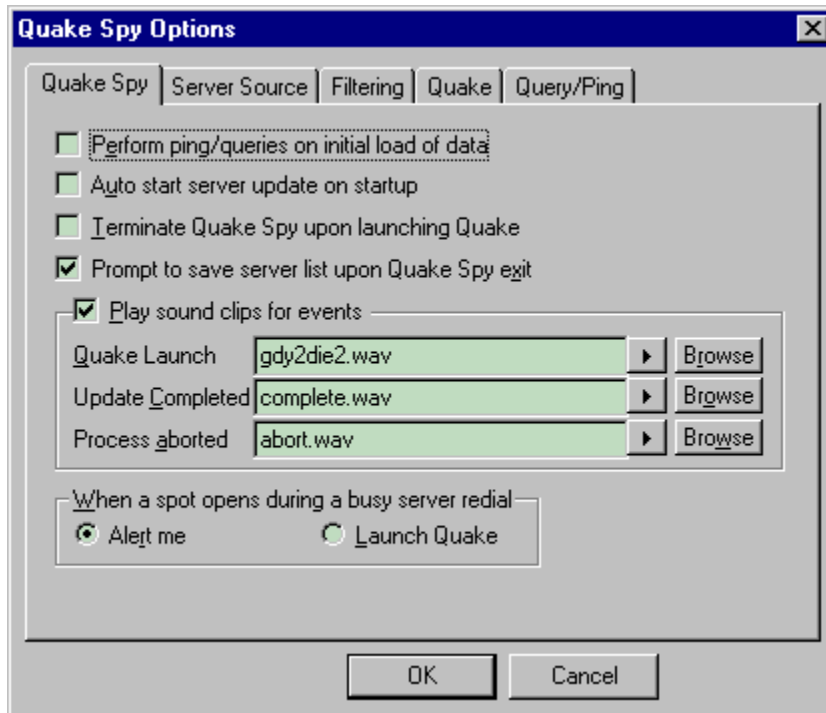 Quake Spy Options
Quake Spy Server Source Filtering Quake Query/Ping
Perform ping/queries on initial load of data
Auto start server update on startup
Terminate Quake Spy upon launching Quake
Prompt to save server list upon Quake Spy exit
Play sound clips for events
Quake Launch gdy2die2.wav Browse
Update Completed complete.wav Browse
Process aborted abort.wav Browse
When a spot opens during a busy server redial
Alert me Launch Quake
OK Cancel